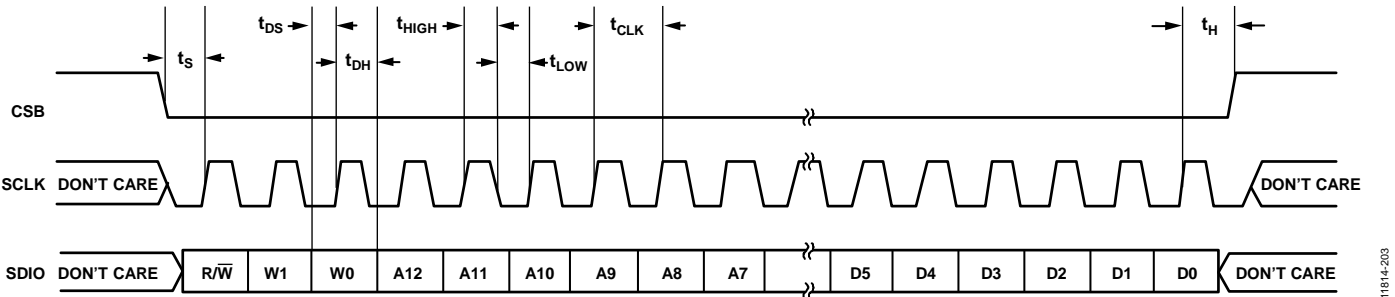 tDS tHIGH tCLK tH
tS tDH tLOW
CSB
SCLK DON'T CARE DON'T CARE
SDIO DON'T CARE R/W̅ W1 W0 A12 A11 A10 A9 A8 A7 D5 D4 D3 D2 D1 D0 DON'T CARE
11814-203